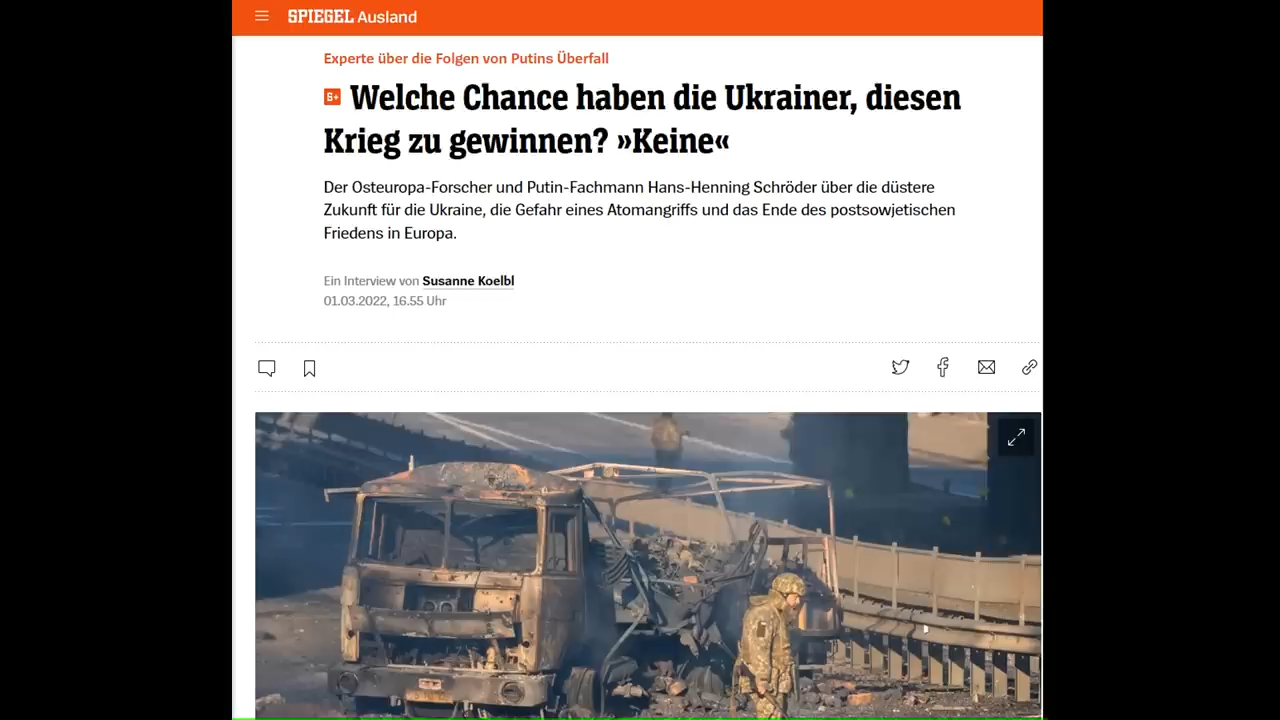 SPIEGEL Ausland
Experte über die Folgen von Putins Überfall
S+ Welche Chance haben die Ukrainer, diesen
Krieg zu gewinnen? »Keine«
Der Osteuropa-Forscher und Putin-Fachmann Hans-Henning Schröder über die düstere
Zukunft für die Ukraine, die Gefahr eines Atomangriffs und das Ende des postsowjetischen
Friedens in Europa.
Ein Interview von Susanne Koelbl
01.03.2022, 16.55 Uhr